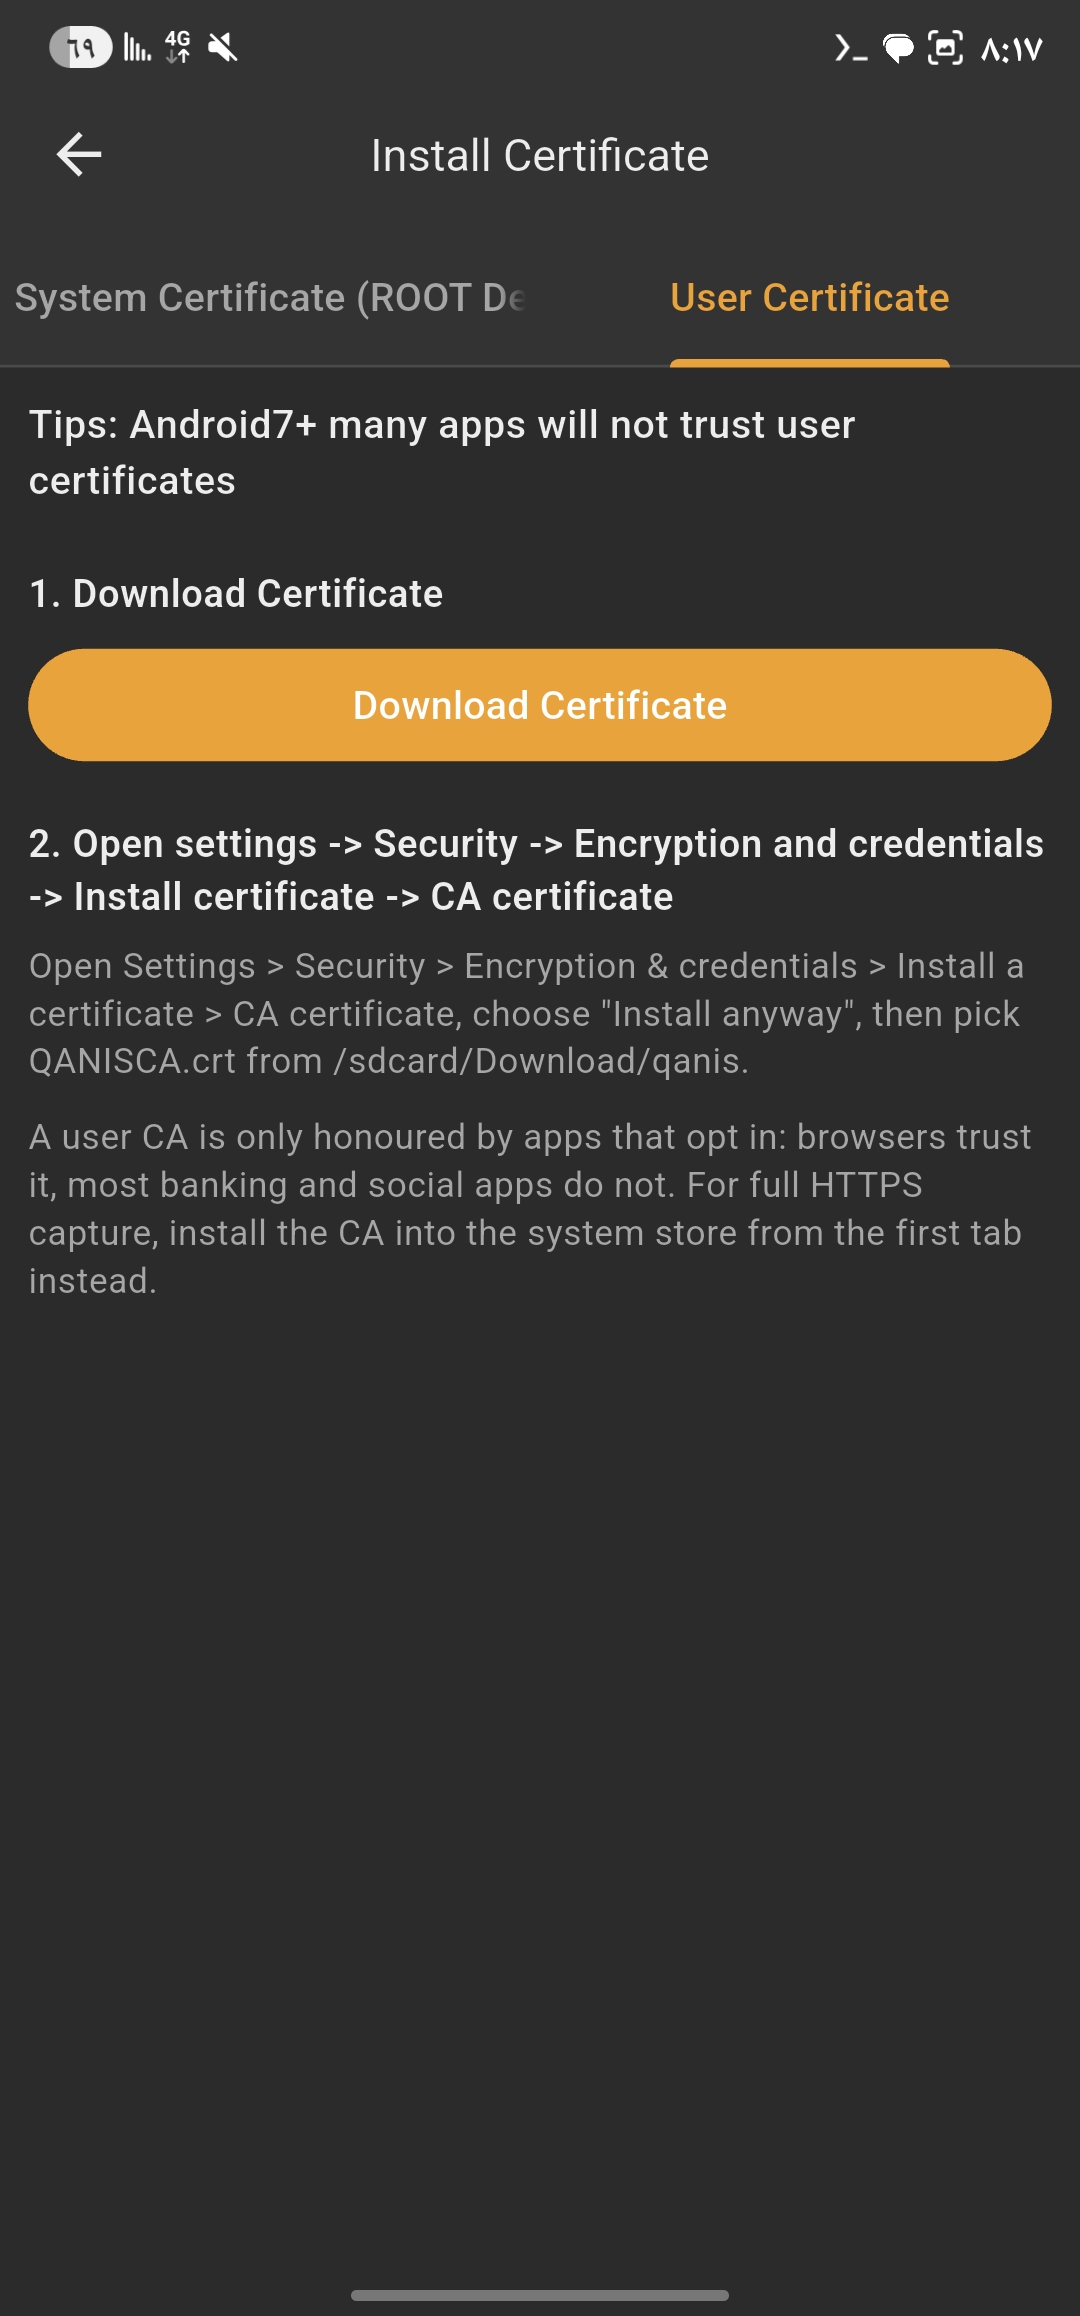 ٦٩ 4G ٨:١٧
Install Certificate
System Certificate (ROOT De
User Certificate
Tips: Android7+ many apps will not trust user
certificates
1. Download Certificate
Download Certificate
2. Open settings -> Security -> Encryption and credentials
-> Install certificate -> CA certificate
Open Settings > Security > Encryption & credentials > Install a
certificate > CA certificate, choose "Install anyway", then pick
QANISCA.crt from /sdcard/Download/qanis.
A user CA is only honoured by apps that opt in: browsers trust
it, most banking and social apps do not. For full HTTPS
capture, install the CA into the system store from the first tab
instead.